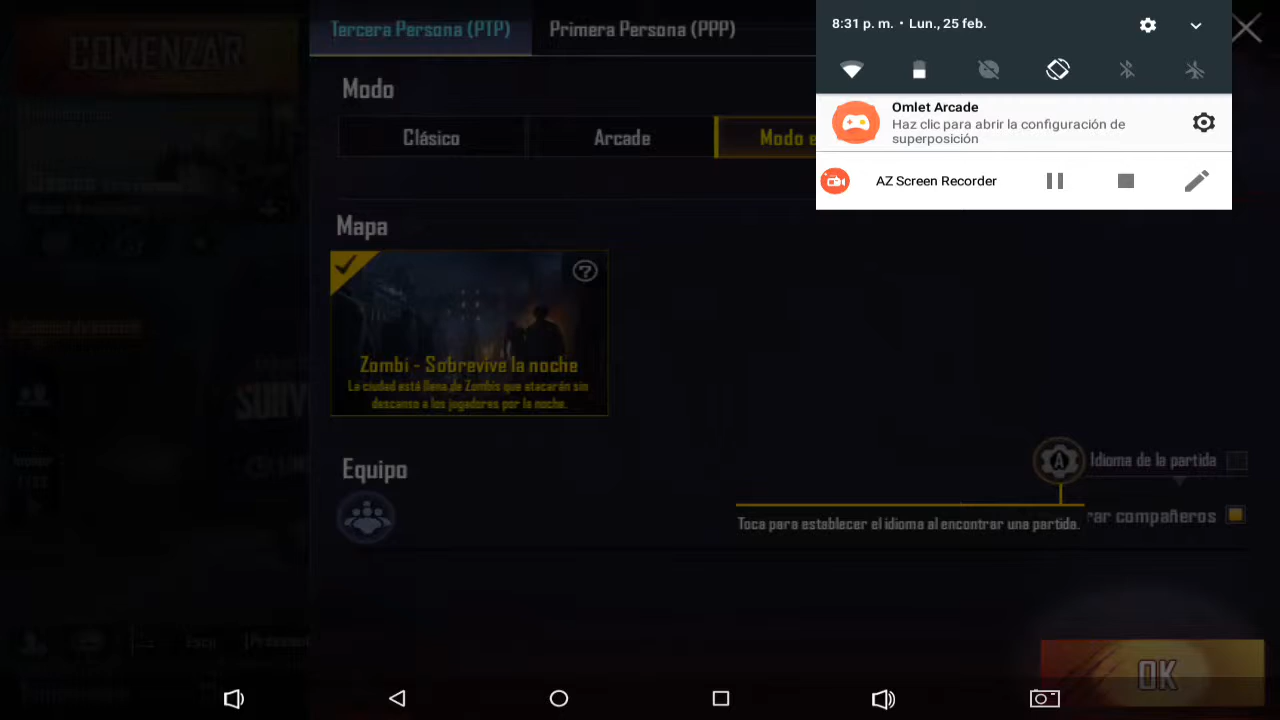 COMENZAR
Tercera Persona (PTP)
Primera Persona (PPP)
8:31 p. m. • Lun., 25 feb.
Omlet Arcade
Haz clic para abrir la configuración de
superposición
AZ Screen Recorder
Modo
Clásico
Arcade
Modo e
Mapa
Zombi - Sobrevive la noche
La ciudad está llena de Zombis que atacarán sin
descanso a los jogadores por la noche.
SURV
Equipo
A
Idioma de la partida
Toca para establecer el idioma al encontrar una partida.
rar compañeros
OK